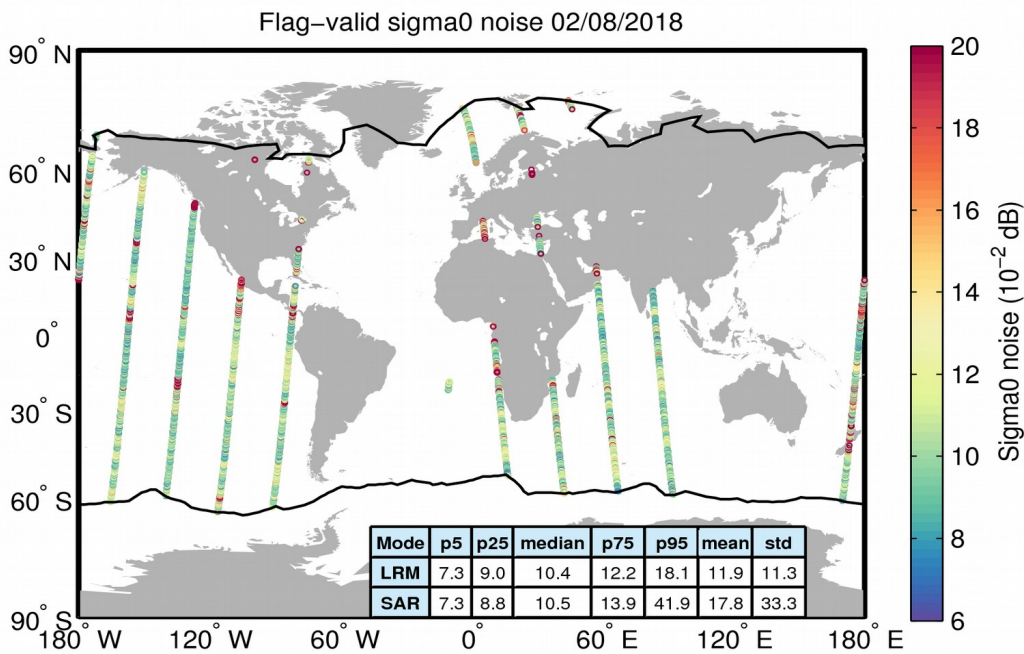 Flag−valid sigma0 noise 02/08/2018
90° N
60° N
30° N
0°
30° S
60° S
90° S
180° W 120° W 60° W 0° 60° E 120° E 180° E
Mode p5 p25 median p75 p95 mean std
LRM 7.3 9.0 10.4 12.2 18.1 11.9 11.3
SAR 7.3 8.8 10.5 13.9 41.9 17.8 33.3
20
18
16
14
12
10
8
6
Sigma0 noise (10⁻² dB)